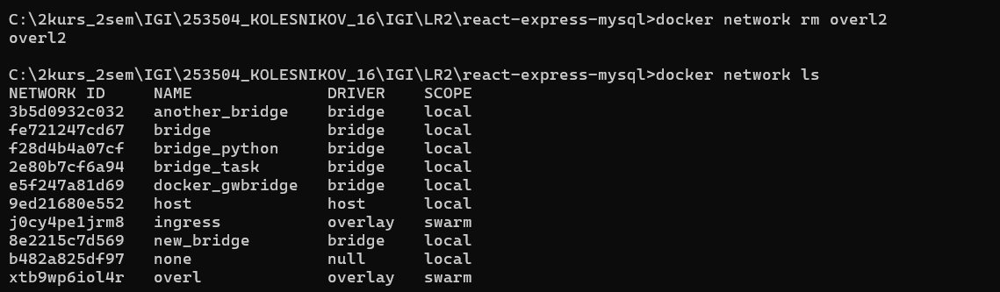 C:\2kurs_2sem\IGI\253504_KOLESNIKOV_16\IGI\LR2\react-express-mysql>docker network rm overl2
overl2
C:\2kurs_2sem\IGI\253504_KOLESNIKOV_16\IGI\LR2\react-express-mysql>docker network ls
NETWORK ID     NAME              DRIVER    SCOPE
3b5d0932c032   another_bridge    bridge    local
fe721247cd67   bridge            bridge    local
f28d4b4a07cf   bridge_python     bridge    local
2e80b7cf6a94   bridge_task       bridge    local
e5f247a81d69   docker_gwbridge   bridge    local
9ed21680e552   host              host      local
j0cy4pe1jrm8   ingress           overlay   swarm
8e2215c7d569   new_bridge        bridge    local
b482a825df97   none              null      local
xtb9wp6iol4r   overl             overlay   swarm